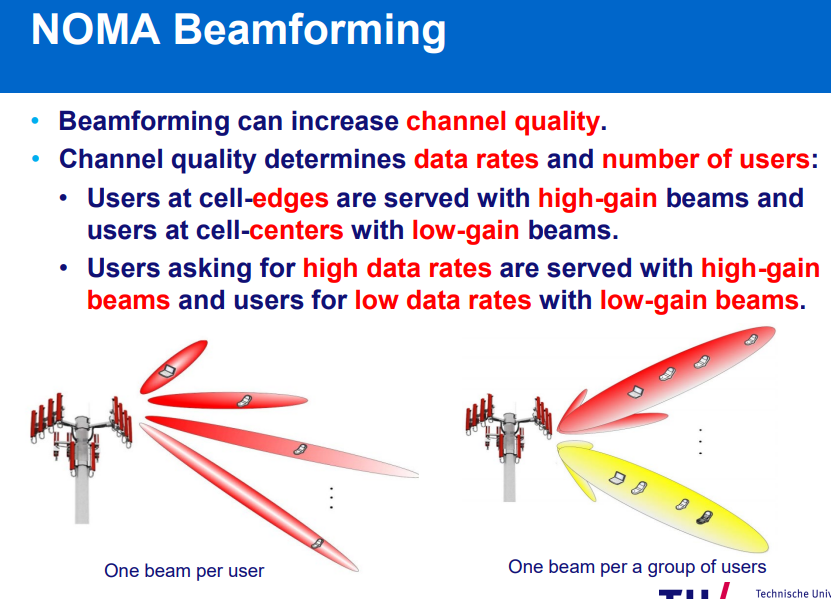 NOMA Beamforming
• Beamforming can increase channel quality.
• Channel quality determines data rates and number of users:
• Users at cell-edges are served with high-gain beams and
users at cell-centers with low-gain beams.
• Users asking for high data rates are served with high-gain
beams and users for low data rates with low-gain beams.
One beam per user
One beam per a group of users
Technische Univ